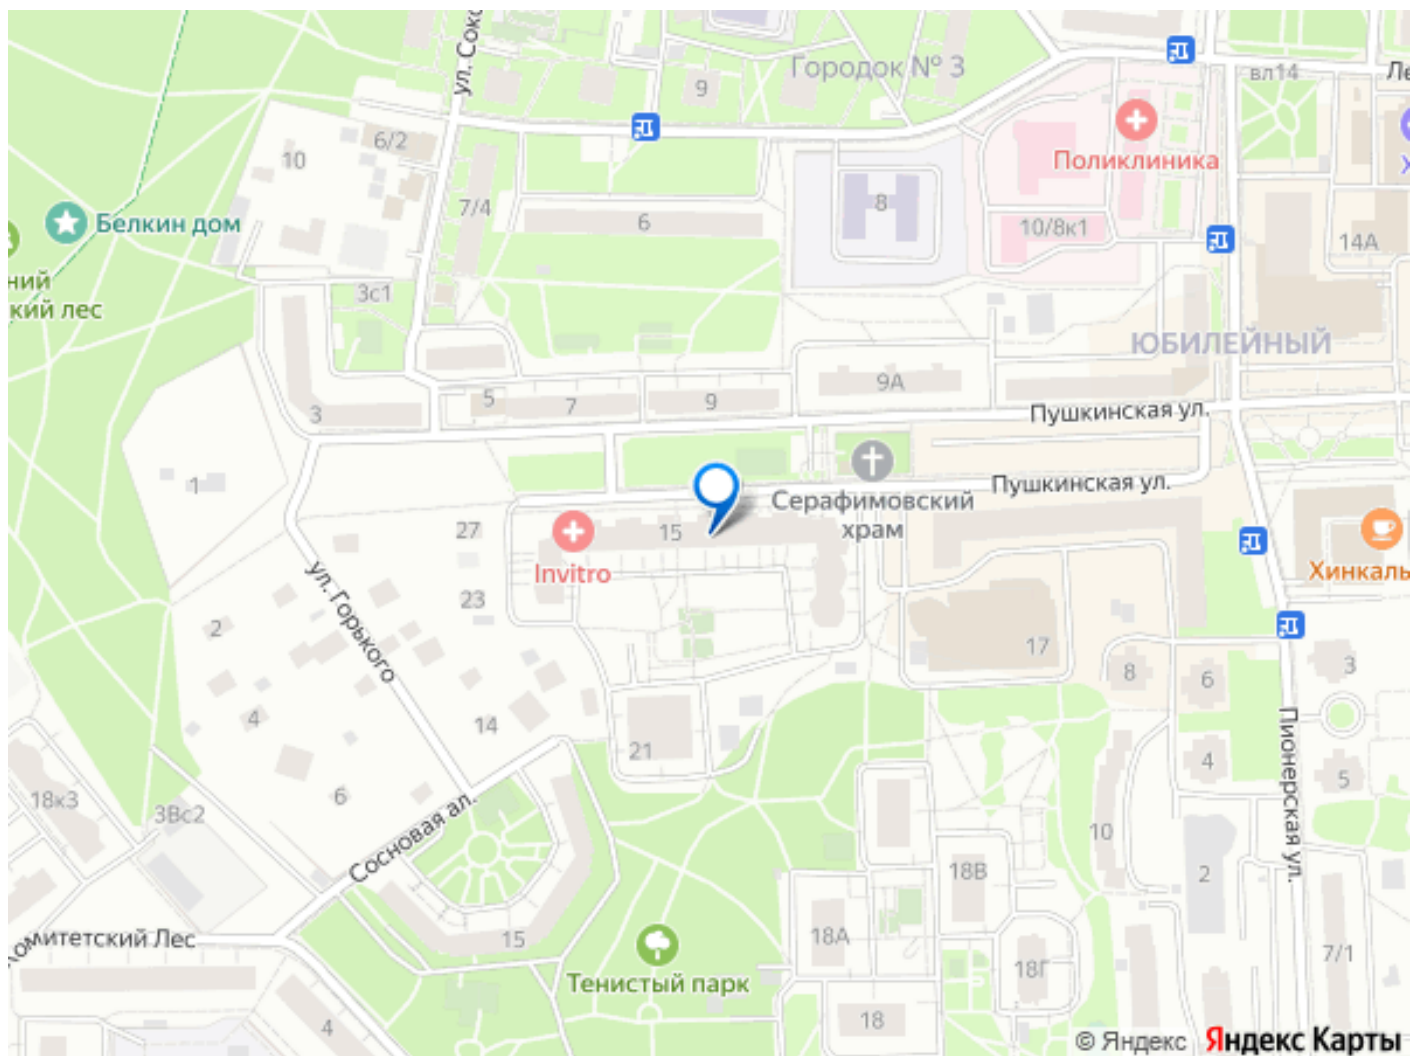 ул. Соко
Городок № 3
9
вл14
Ле
6/2
10
Поликлиника
Х
7/4
6
8
10/8к1
14А
Белкин дом
ний
кий лес
3с1
ЮБИЛЕЙНЫЙ
9А
3
5
7
9
Пушкинская ул.
1
Пушкинская ул.
Серафимовский
храм
27
15
Invitro
Хинкаль
ул. Горького
23
2
17
8
6
3
4
14
21
4
5
Пионерская ул.
18к3
3Вс2
6
Сосновая ал.
10
2
18В
омитетский Лес
15
18А
18Г
7/1
Тенистый парк
4
18
© Яндекс Яндекс Карты